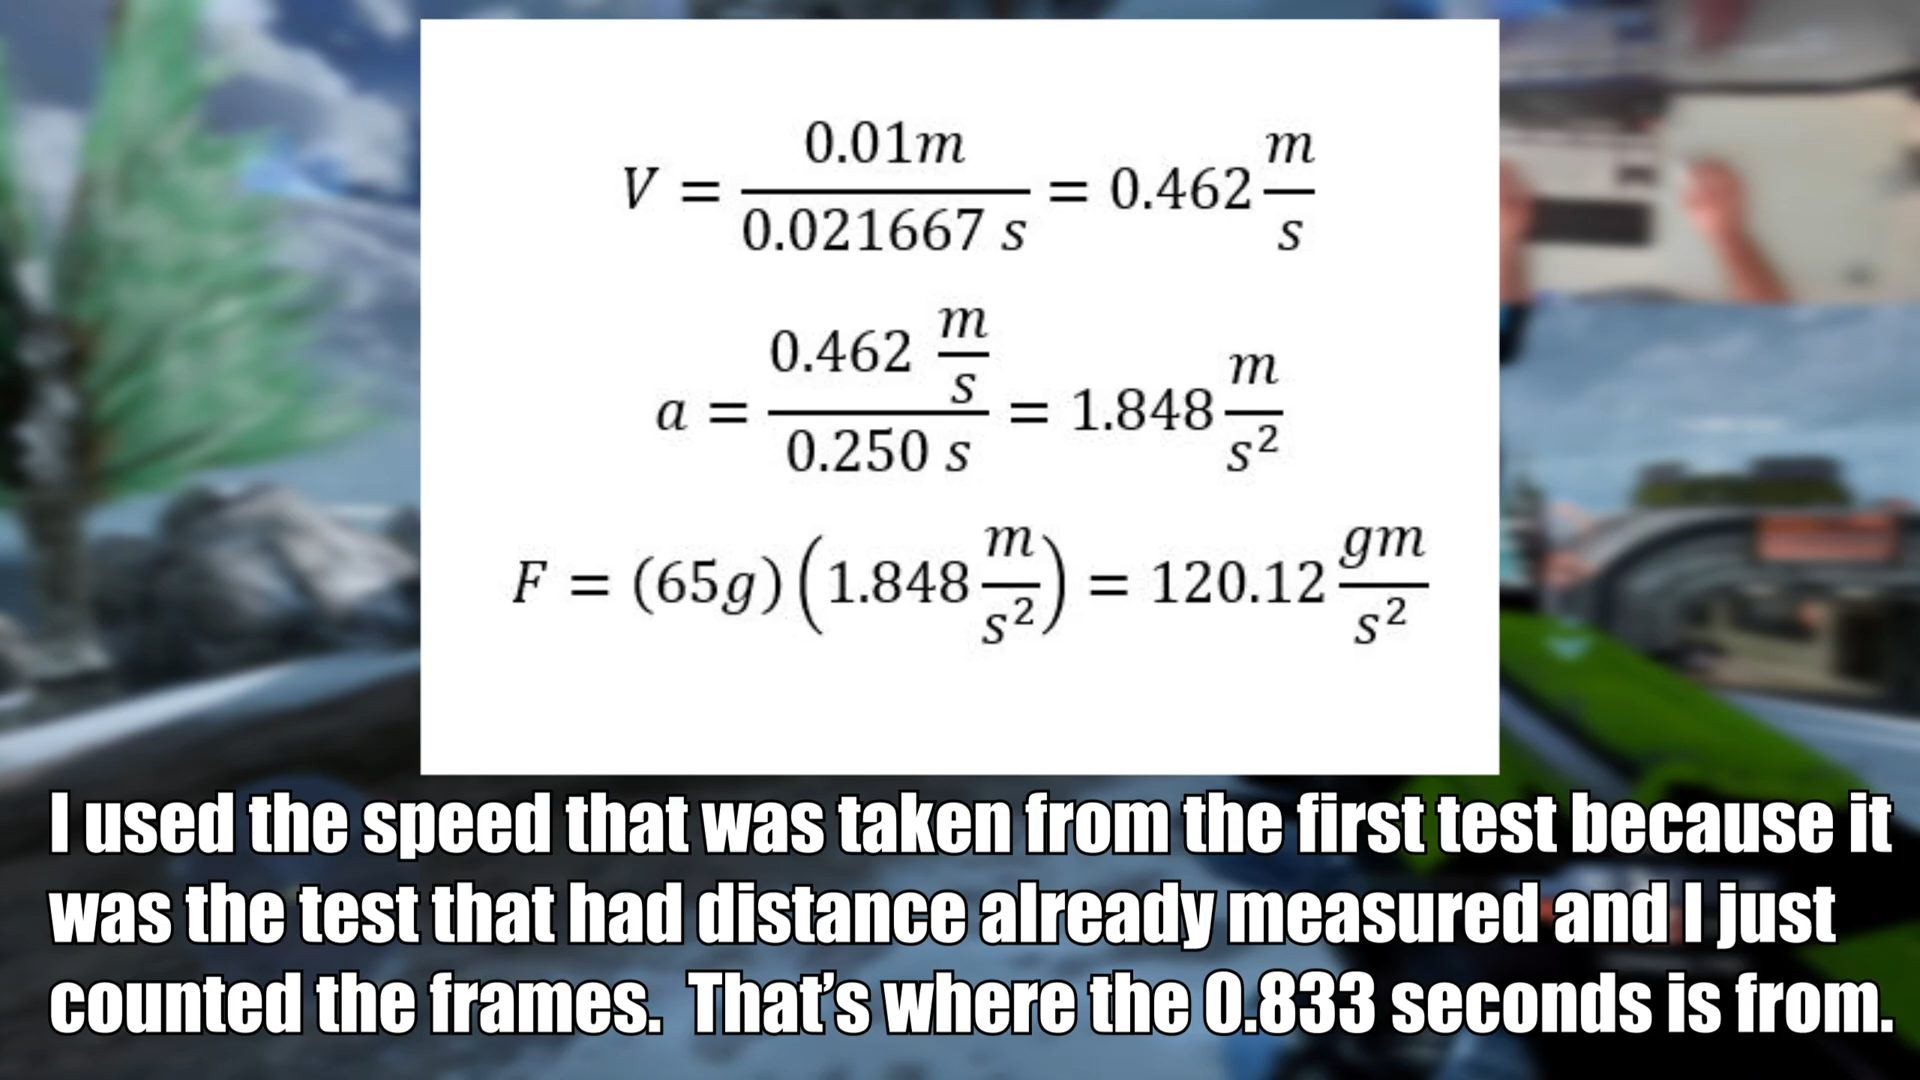 V = 0.01m / 0.021667 s = 0.462 m/s
a = 0.462 m/s / 0.250 s = 1.848 m/s²
F = (65g)(1.848 m/s²) = 120.12 gm/s²
I used the speed that was taken from the first test because it
was the test that had distance already measured and I just
counted the frames.  That’s where the 0.833 seconds is from.